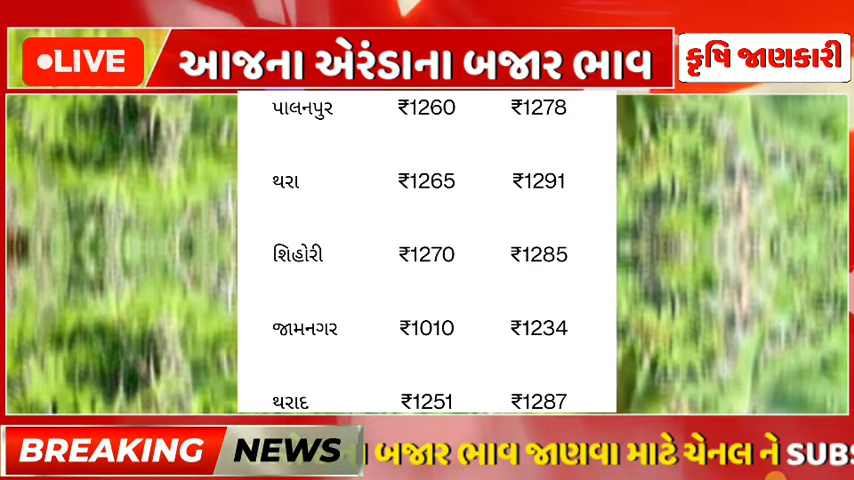 LIVE
આજના એરંડાના બજાર ભાવ
કૃષિ જાણકારી
પાલનપુર ₹1260 ₹1278
થરા ₹1265 ₹1291
શિહોરી ₹1270 ₹1285
જામનગર ₹1010 ₹1234
થરાદ ₹1251 ₹1287
BREAKING NEWS
બજાર ભાવ જાણવા માટે ચેનલ ને SUBS